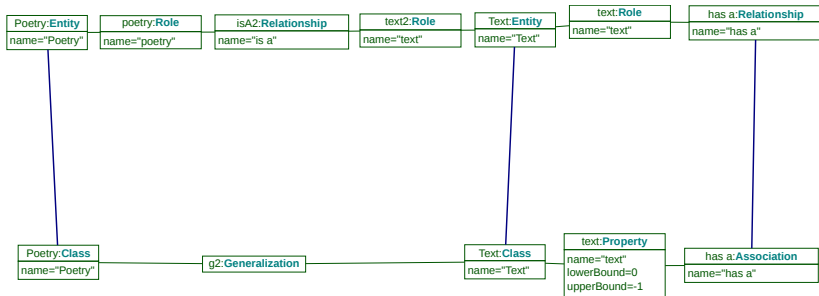 Poetry:Entity
name="Poetry"
poetry:Role
name="poetry"
isA2:Relationship
name="is a"
text2:Role
name="text"
Text:Entity
name="Text"
text:Role
name="text"
has a:Relationship
name="has a"
Poetry:Class
name="Poetry"
g2:Generalization
Text:Class
name="Text"
text:Property
name="text"
lowerBound=0
upperBound=-1
has a:Association
name="has a"